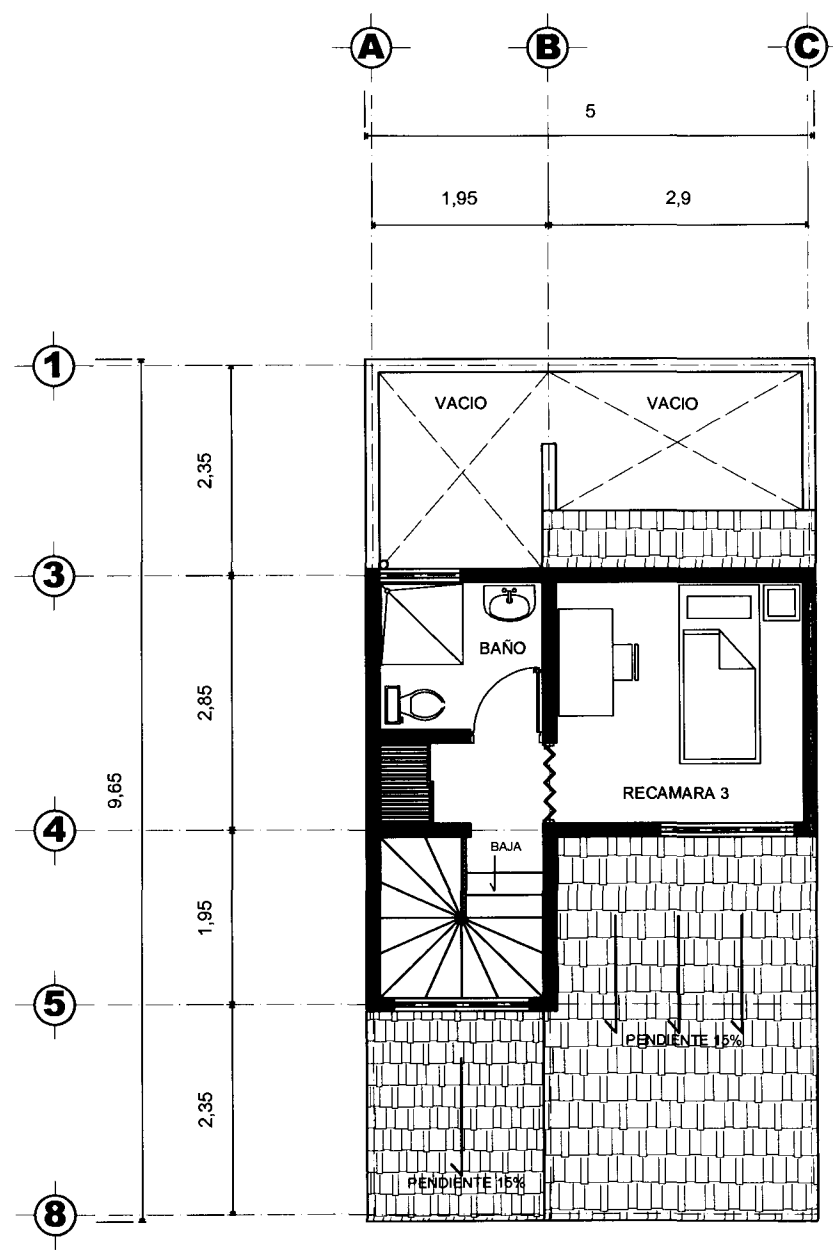 A
B
C
5
1,95
2,9
1
VACIO
VACIO
2,35
3
BAÑO
2,85
9,65
RECAMARA 3
4
BAJA
1,95
5
PENDIENTE 15%
2,35
PENDIENTE 15%
8